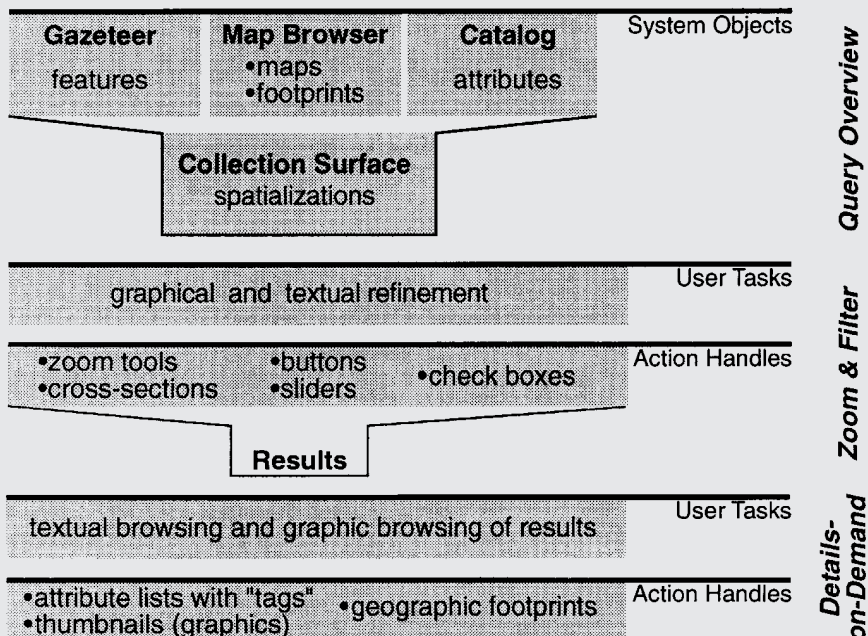 System Objects
Gazeteer
features
Map Browser
•maps
•footprints
Catalog
attributes
Collection Surface
spatializations
Query Overview
User Tasks
graphical and textual refinement
Action Handles
•zoom tools
•cross-sections
•buttons
•sliders
•check boxes
Results
Zoom & Filter
User Tasks
textual browsing and graphic browsing of results
Action Handles
•attribute lists with "tags"
•thumbnails (graphics)
•geographic footprints
Details-
on-Demand